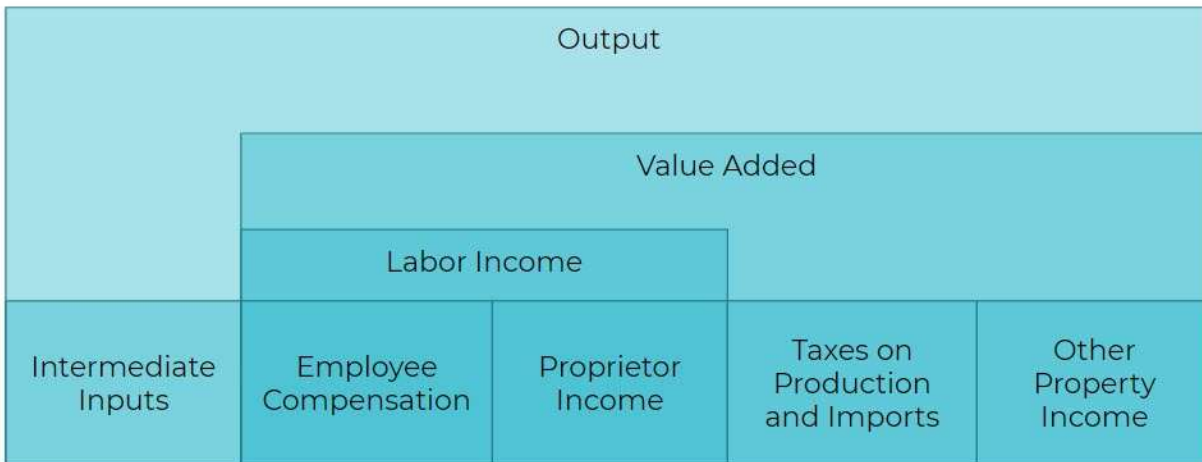 Output
Value Added
Labor Income
Intermediate
Inputs
Employee
Compensation
Proprietor
Income
Taxes on
Production
and Imports
Other
Property
Income